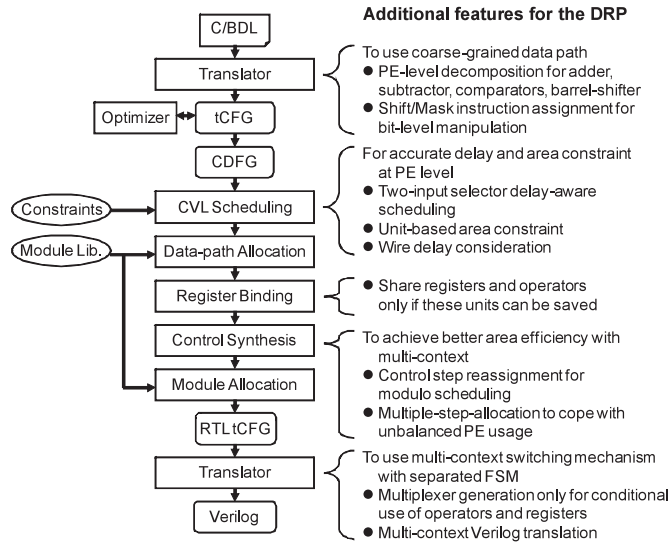 Additional features for the DRP
C/BDL
Translator
Optimizer
tCFG
CDFG
Constraints
CVL Scheduling
Module Lib.
Data-path Allocation
Register Binding
Control Synthesis
Module Allocation
RTL tCFG
Translator
Verilog
To use coarse-grained data path
● PE-level decomposition for adder,
subtractor, comparators, barrel-shifter
● Shift/Mask instruction assignment for
bit-level manipulation
For accurate delay and area constraint
at PE level
● Two-input selector delay-aware
scheduling
● Unit-based area constraint
● Wire delay consideration
● Share registers and operators
only if these units can be saved
To achieve better area efficiency with
multi-context
● Control step reassignment for
modulo scheduling
● Multiple-step-allocation to cope with
unbalanced PE usage
To use multi-context switching mechanism
with separated FSM
● Multiplexer generation only for conditional
use of operators and registers
● Multi-context Verilog translation